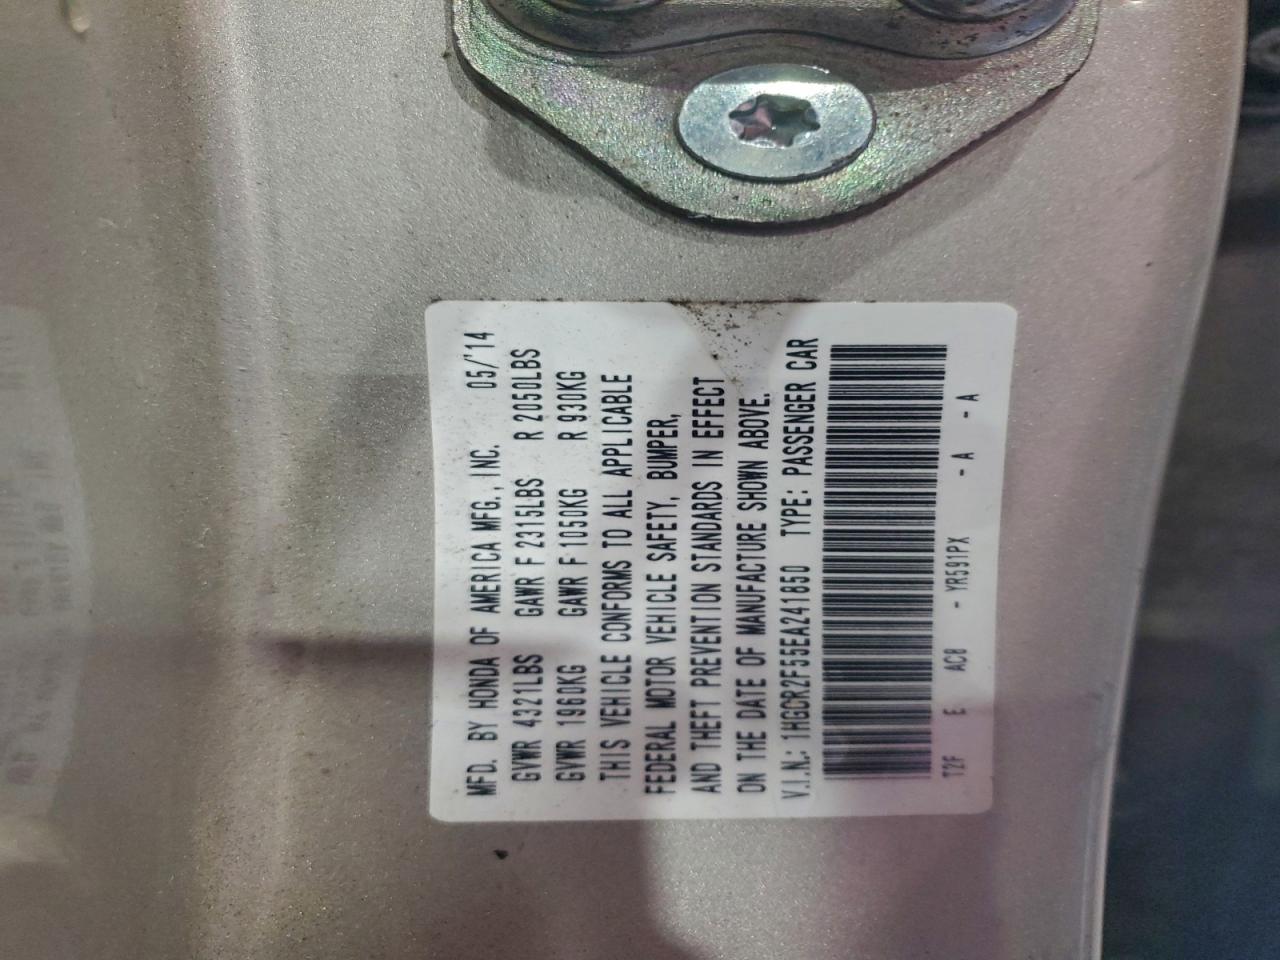 MFD. BY HONDA OF AMERICA MFG., INC. 05/'14
GVWR 4321LBS GAWR F 2315LBS R 2050LBS
GVWR 1960KG GAWR F 1050KG R 930KG
THIS VEHICLE CONFORMS TO ALL APPLICABLE
FEDERAL MOTOR VEHICLE SAFETY, BUMPER,
AND THEFT PREVENTION STANDARDS IN EFFECT
ON THE DATE OF MANUFACTURE SHOWN ABOVE.
V.I.N.: 1HGCR2F55EA241850 TYPE: PASSENGER CAR
T2F E AC8 - YR591PX - A - A